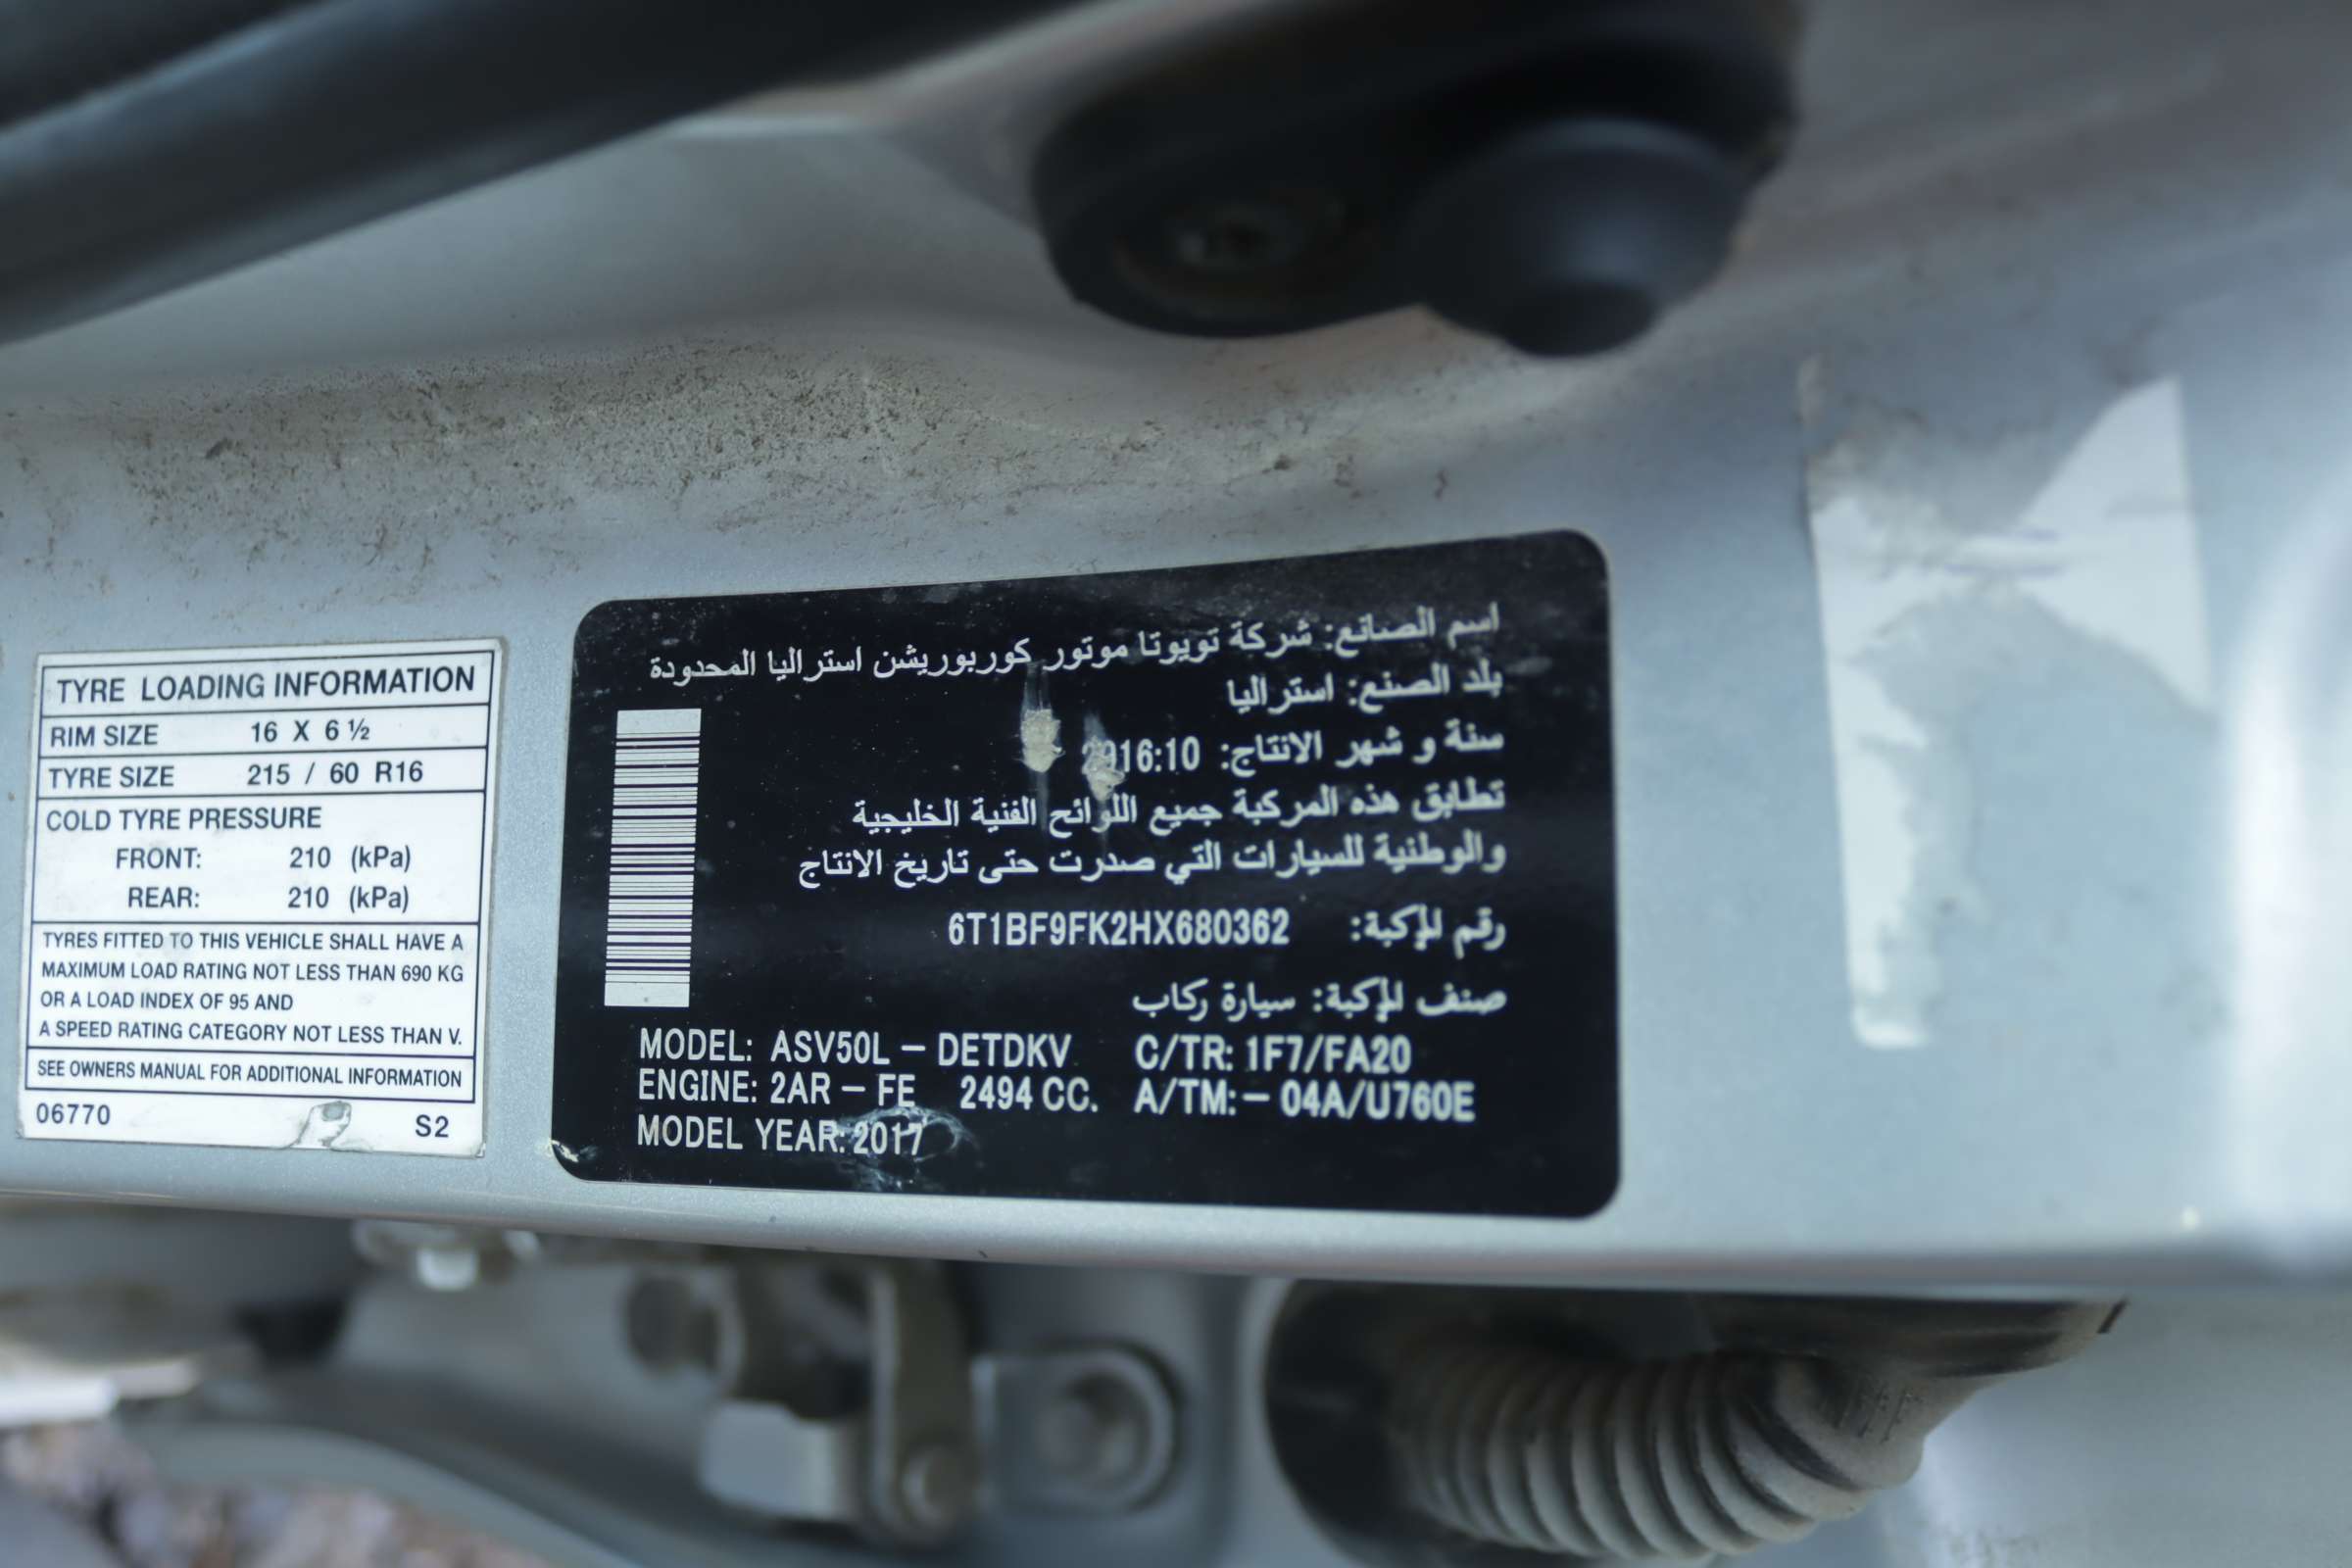 TYRE LOADING INFORMATION
RIM SIZE 16 X 6 ½
TYRE SIZE 215 / 60 R16
COLD TYRE PRESSURE
FRONT: 210 (kPa)
REAR: 210 (kPa)
TYRES FITTED TO THIS VEHICLE SHALL HAVE A
MAXIMUM LOAD RATING NOT LESS THAN 690 KG
OR A LOAD INDEX OF 95 AND
A SPEED RATING CATEGORY NOT LESS THAN V.
SEE OWNERS MANUAL FOR ADDITIONAL INFORMATION
06770 S2
اسم الصانع: شركة تويوتا موتور كوربوريشن استراليا المحدودة
بلد الصنع: استراليا
سنة و شهر الانتاج: 2016:10
تطابق هذه المركبة جميع اللوائح الفنية الخليجية
والوطنية للسيارات التي صدرت حتى تاريخ الانتاج
رقم المركبة: 6T1BF9FK2HX680362
صنف المركبة: سيارة ركاب
MODEL: ASV50L – DETDKV C/TR: 1F7/FA20
ENGINE: 2AR – FE 2494 CC. A/TM: – 04A/U760E
MODEL YEAR: 2017